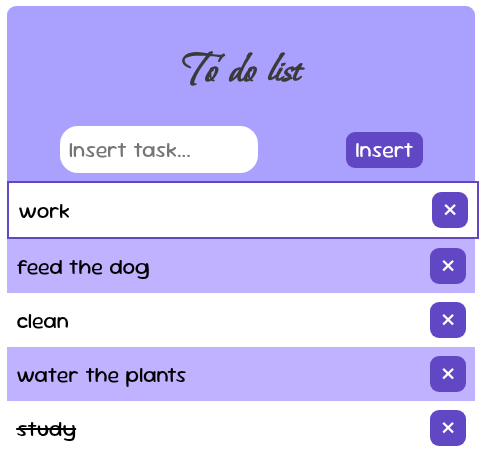 To do list
Insert task...
Insert
work ×
feed the dog ×
clean ×
water the plants ×
study ×